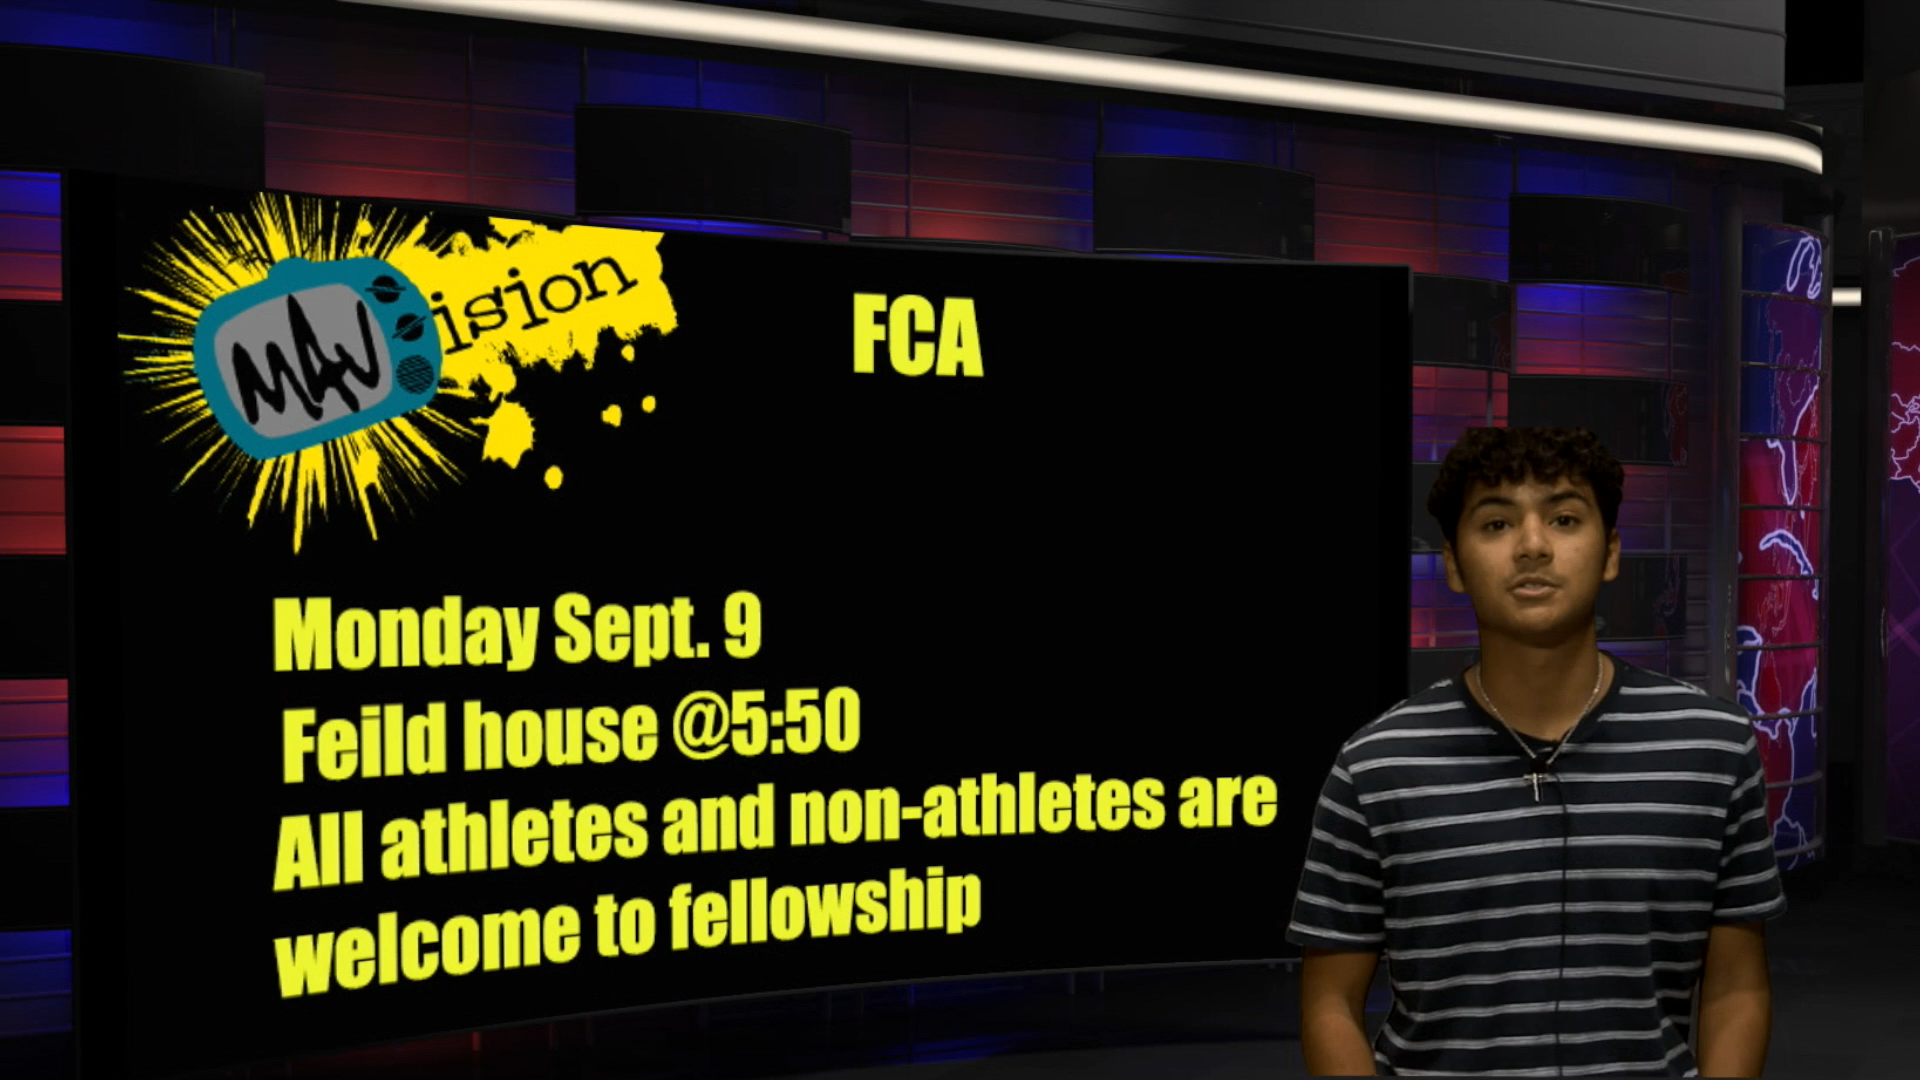 MAVision
FCA
Monday Sept. 9
Feild house @5:50
All athletes and non-athletes are
welcome to fellowship